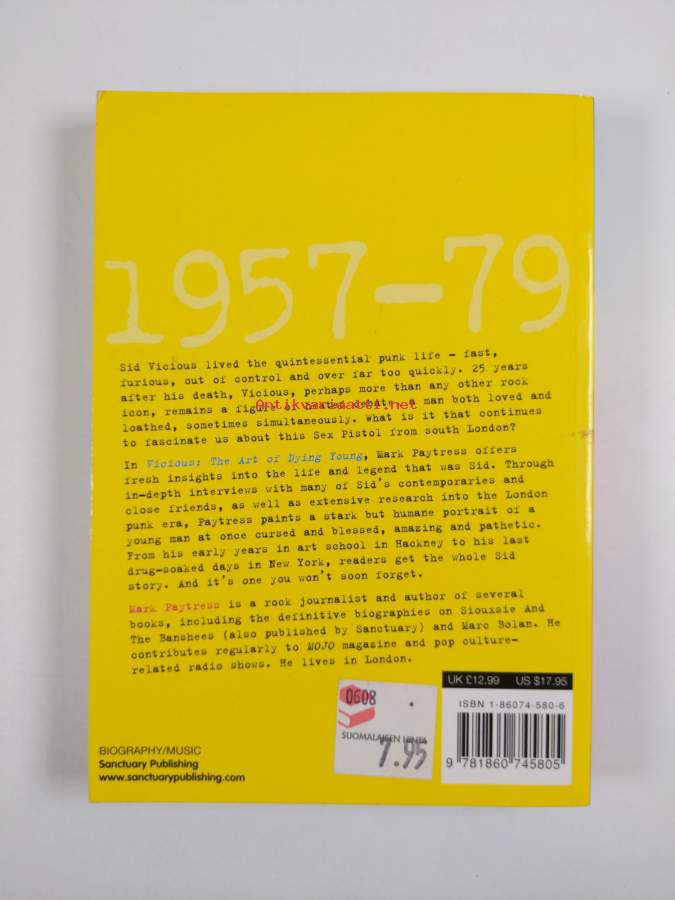 1957–79
Sid Vicious lived the quintessential punk life – fast,
furious, out of control and over far too quickly. 25 years
after his death, Vicious, perhaps more than any other rock
icon, remains a figure of debate, a man both loved and
Antikvariaatti.net
loathed, sometimes simultaneously. What is it that continues
to fascinate us about this Sex Pistol from south London?
In Vicious: The Art of Dying Young, Mark Paytress offers
fresh insights into the life and legend that was Sid. Through
in-depth interviews with many of Sid's contemporaries and
close friends, as well as extensive research into the London
punk era, Paytress paints a stark but humane portrait of a
young man at once cursed and blessed, amazing and pathetic.
From his early years in art school in Hackney to his last
drug-soaked days in New York, readers get the whole Sid
story. And it's one you won't soon forget.
Mark Paytress is a rock journalist and author of several
books, including the definitive biographies on Siouxsie And
The Banshees (also published by Sanctuary) and Marc Bolan. He
contributes regularly to MOJO magazine and pop culture-
related radio shows. He lives in London.
UK £12.99 US $17.95
ISBN 1-86074-580-6
9 781860 745805
0608
SUOMALAISEN HINTA
7.95
BIOGRAPHY/MUSIC
Sanctuary Publishing
www.sanctuarypublishing.com